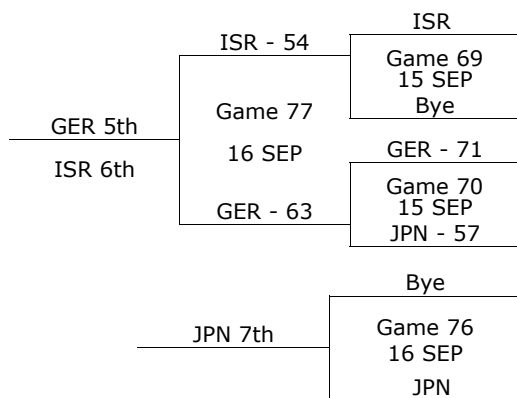 ISR
ISR - 54
Game 69
15 SEP
Bye
Game 77
16 SEP
GER 5th
ISR 6th
GER - 71
Game 70
15 SEP
GER - 63
JPN - 57
Bye
JPN 7th
Game 76
16 SEP
JPN